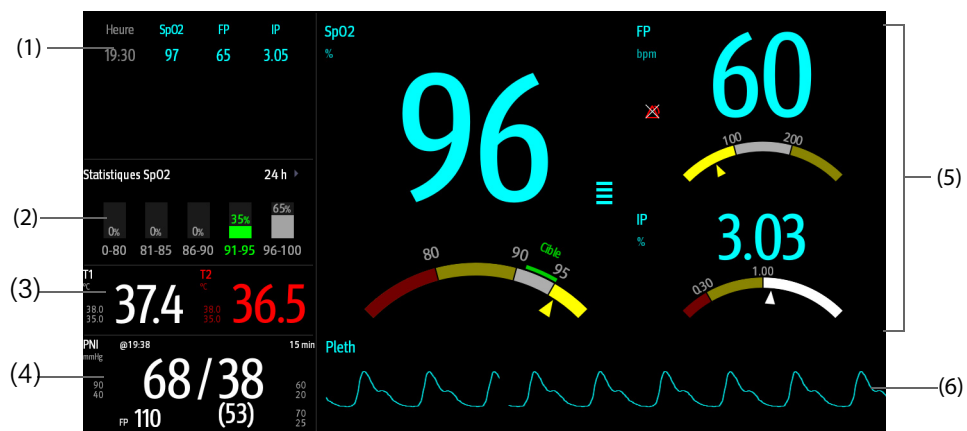 (1)
Heure SpO2 FP IP
19:30 97 65 3.05
Statistiques SpO2 24 h
(2)
0% 0% 0% 35% 65%
0-80 81-85 86-90 91-95 96-100
(3)
T1 T2
°C °C
38.0 35.0 37.4 38.0 35.0 36.5
(4)
PNI @19:38 15 min
mmHg
90 40 68/38 60 20
FP 110 (53) 70 25
SpO2
%
96
80 90 Cible 95
FP
bpm
60
100 200
IP
%
3.03
0.30 1.00
(5)
Pleth
(6)